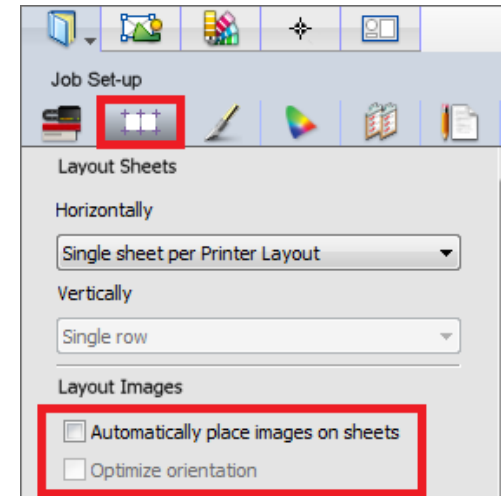 Job Set-up
Layout Sheets
Horizontally
Single sheet per Printer Layout
Vertically
Single row
Layout Images
Automatically place images on sheets
Optimize orientation